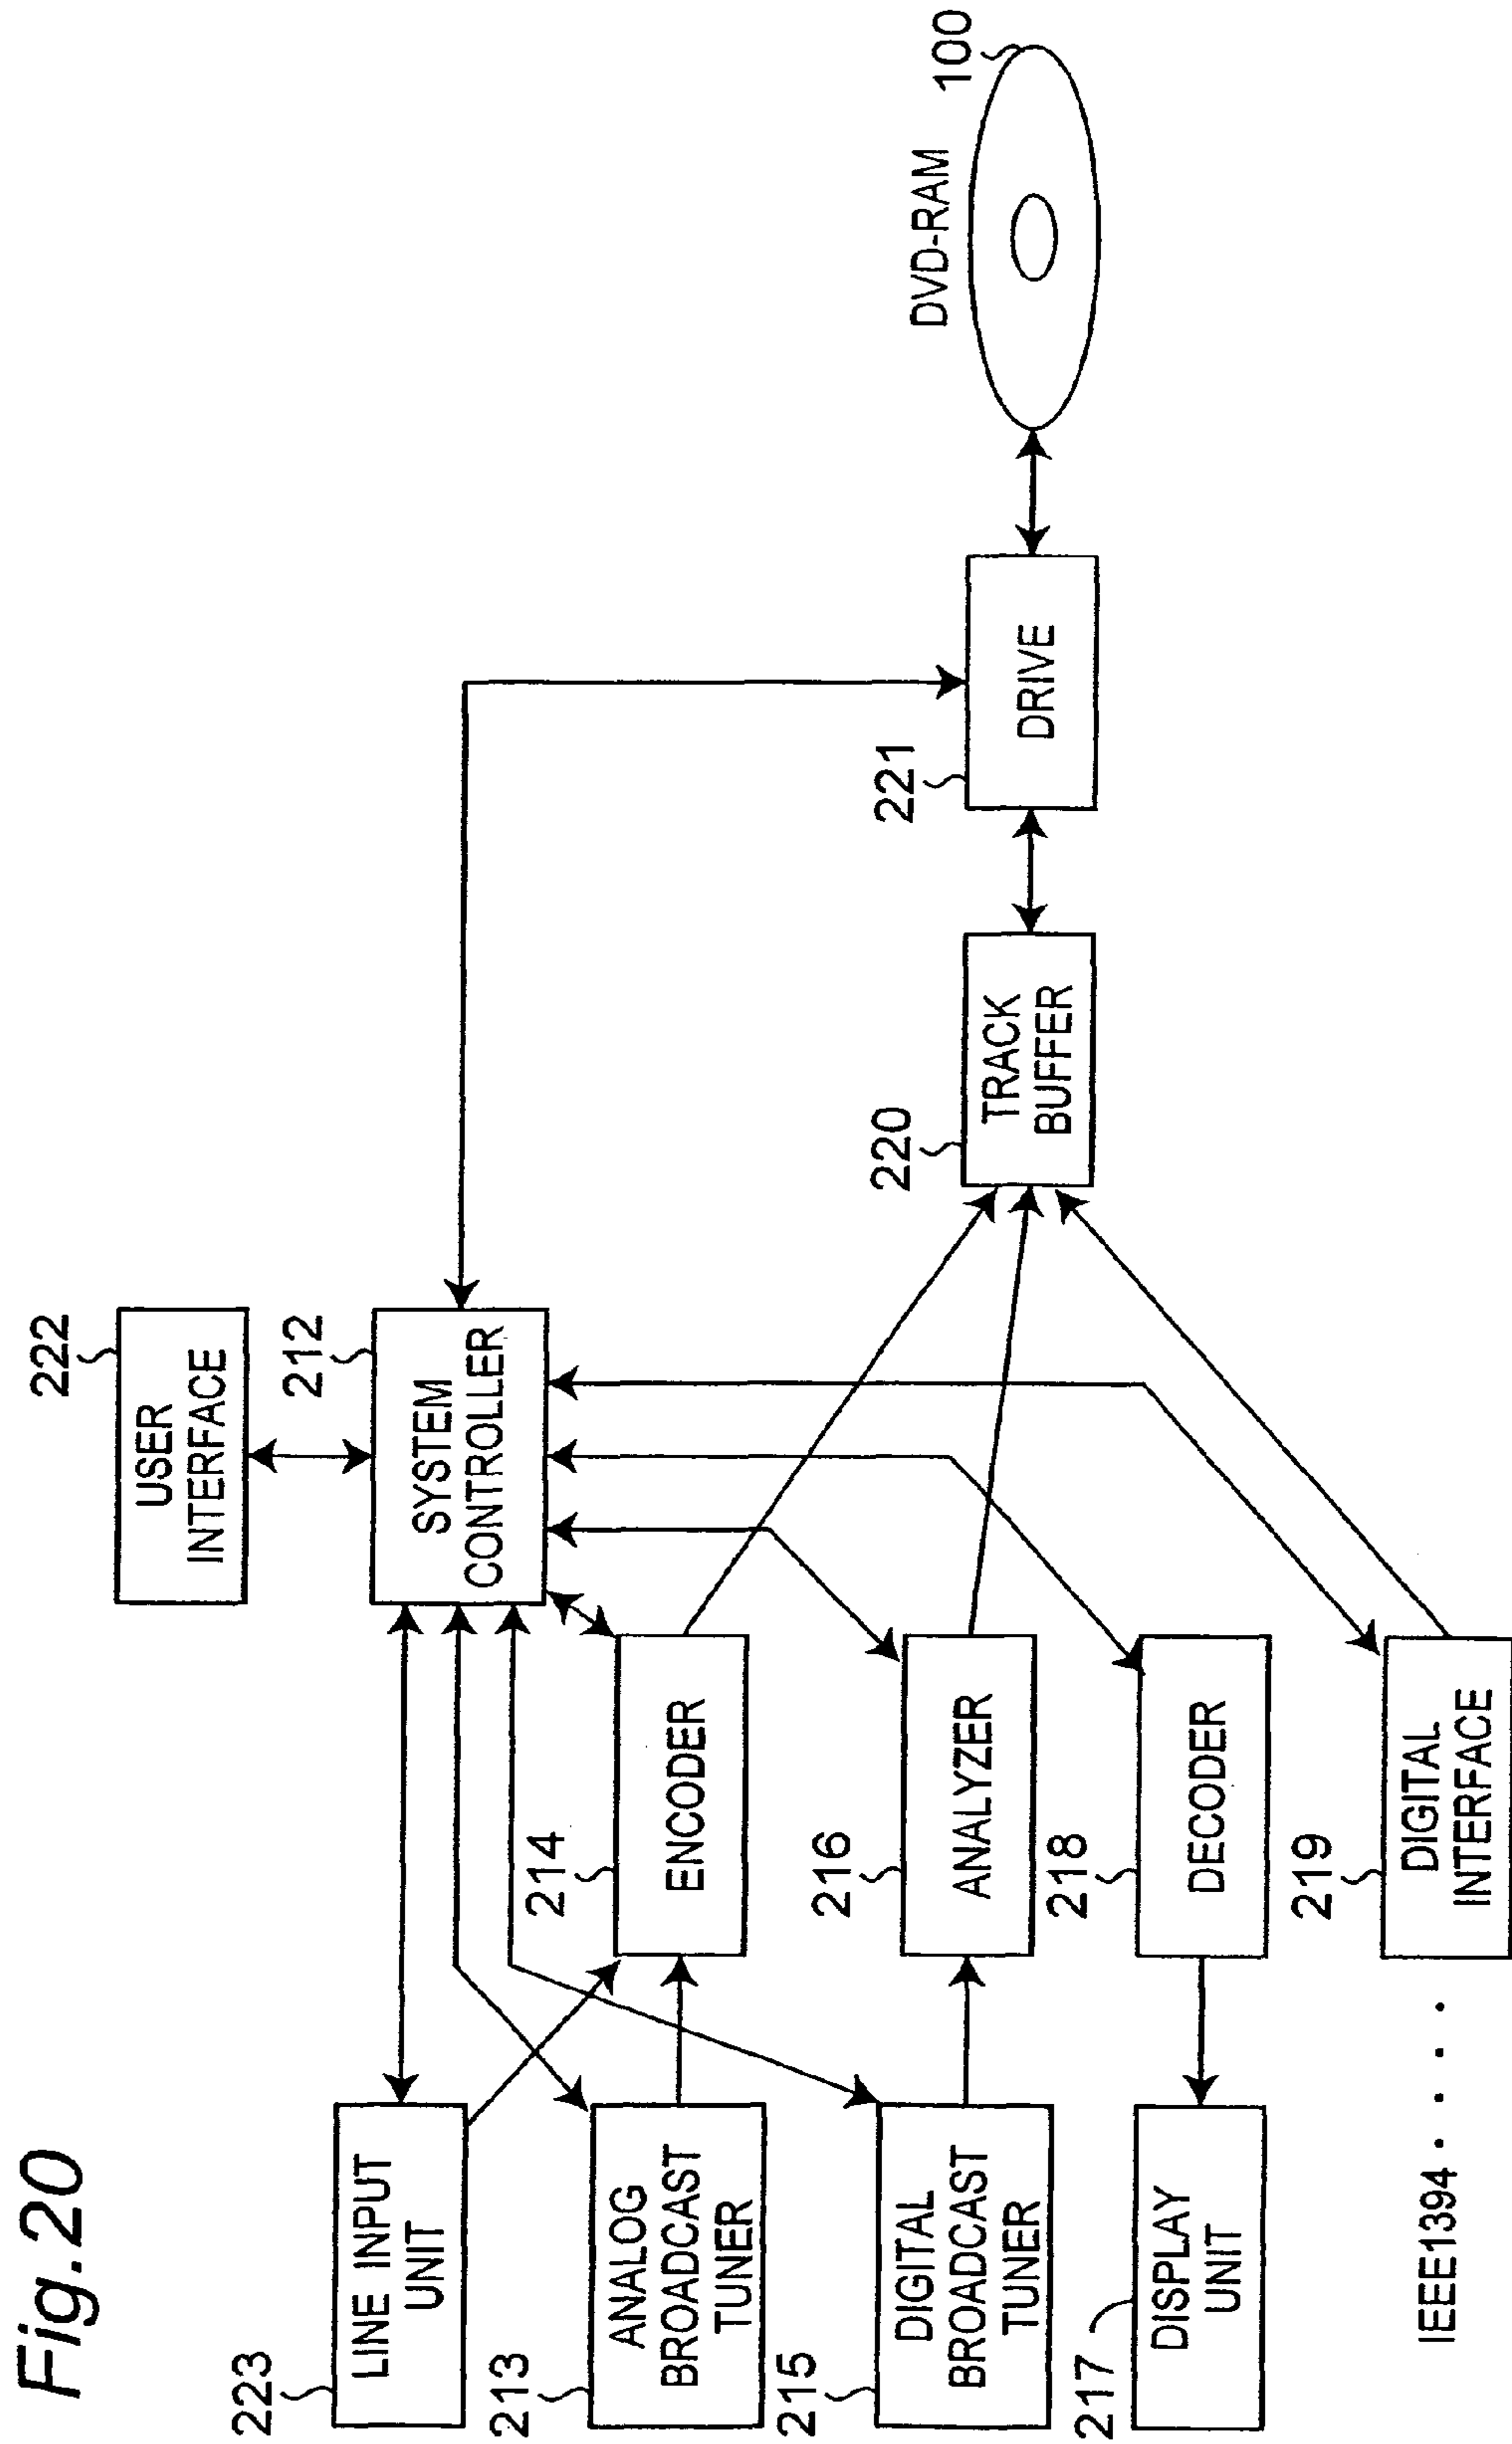 Fig.20
222
USER
INTERFACE
212
SYSTEM
CONTROLLER
223
LINE INPUT
UNIT
213
ANALOG
BROADCAST
TUNER
214
ENCODER
215
DIGITAL
BROADCAST
TUNER
216
ANALYZER
217
DISPLAY
UNIT
218
DECODER
IEEE1394 . . . .
219
DIGITAL
INTERFACE
220
TRACK
BUFFER
221
DRIVE
DVD-RAM
100